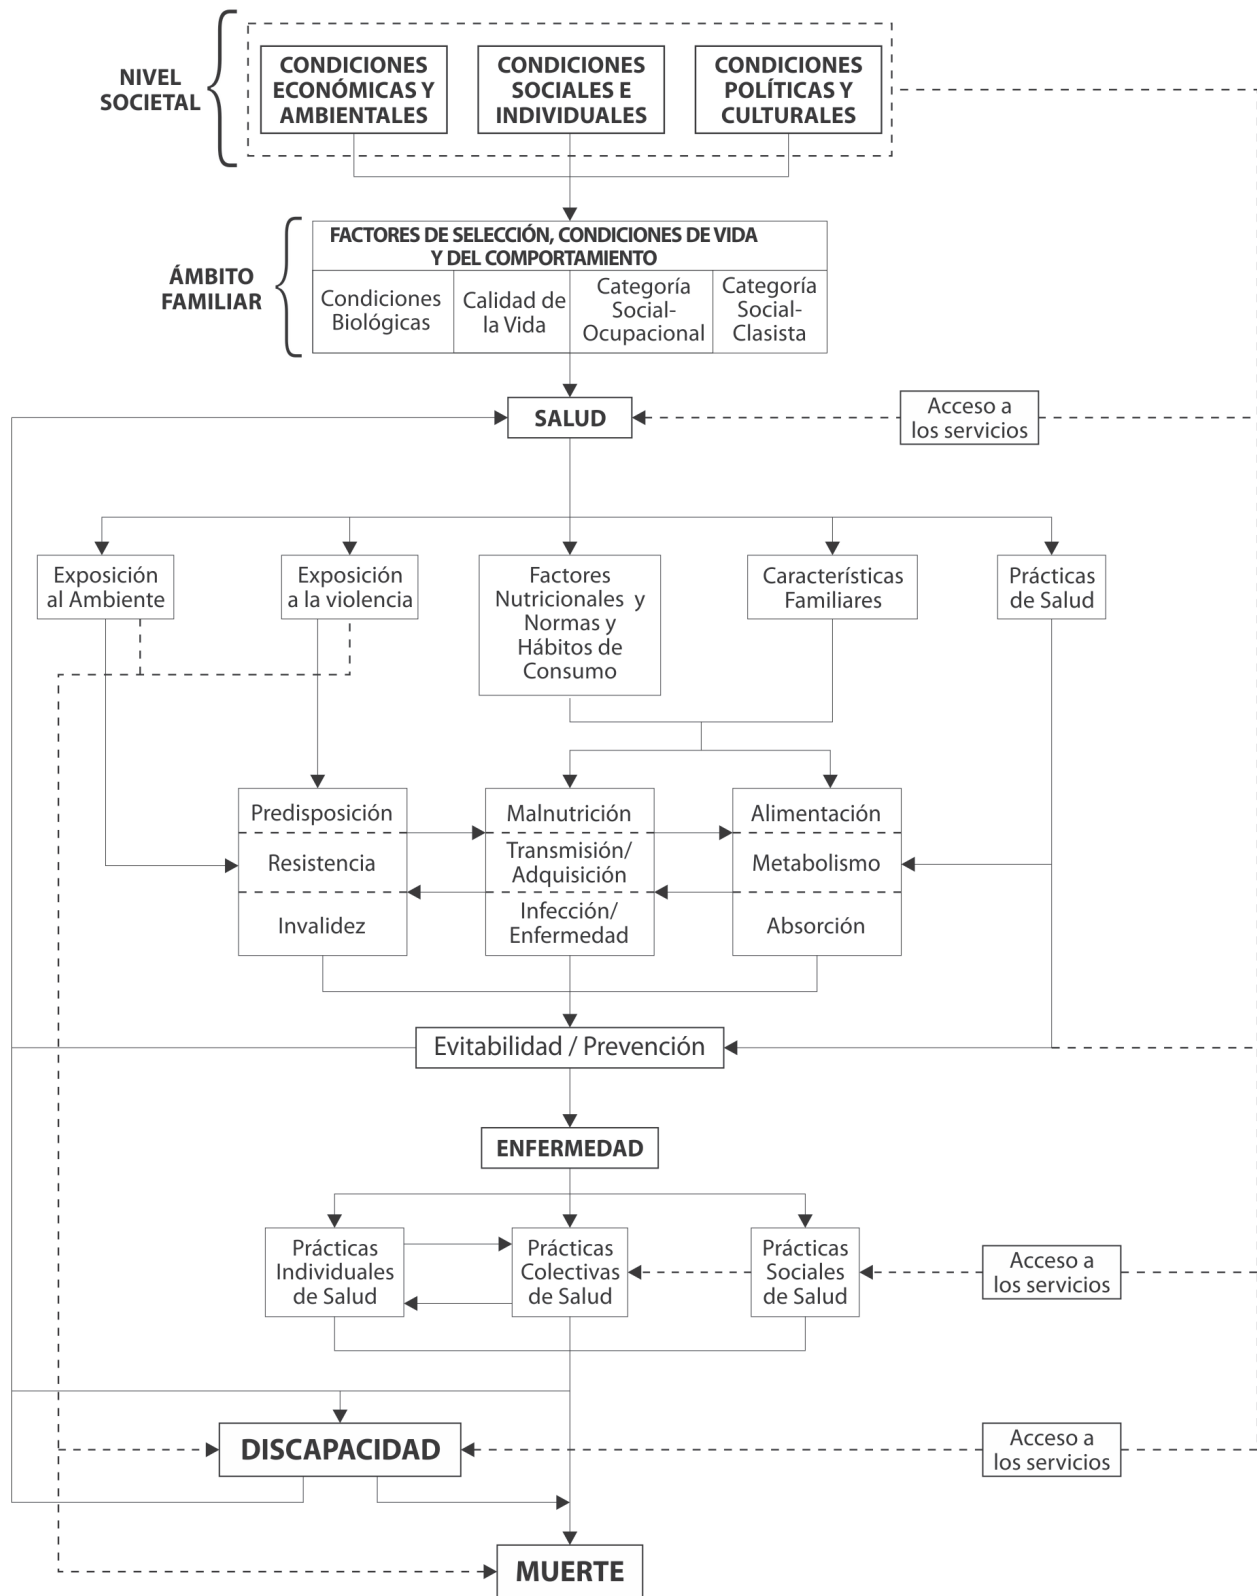 NIVEL
SOCIETAL
CONDICIONES
ECONÓMICAS Y
AMBIENTALES
CONDICIONES
SOCIALES E
INDIVIDUALES
CONDICIONES
POLÍTICAS Y
CULTURALES
ÁMBITO
FAMILIAR
FACTORES DE SELECCIÓN, CONDICIONES DE VIDA
Y DEL COMPORTAMIENTO
Condiciones
Biológicas
Calidad de
la Vida
Categoría
Social-
Ocupacional
Categoría
Social-
Clasista
SALUD
Acceso a
los servicios
Exposición
al Ambiente
Exposición
a la violencia
Factores
Nutricionales y
Normas y
Hábitos de
Consumo
Características
Familiares
Prácticas
de Salud
Predisposición
Resistencia
Invalidez
Malnutrición
Transmisión/
Adquisición
Infección/
Enfermedad
Alimentación
Metabolismo
Absorción
Evitabilidad / Prevención
ENFERMEDAD
Prácticas
Individuales
de Salud
Prácticas
Colectivas
de Salud
Prácticas
Sociales
de Salud
Acceso a
los servicios
DISCAPACIDAD
Acceso a
los servicios
MUERTE